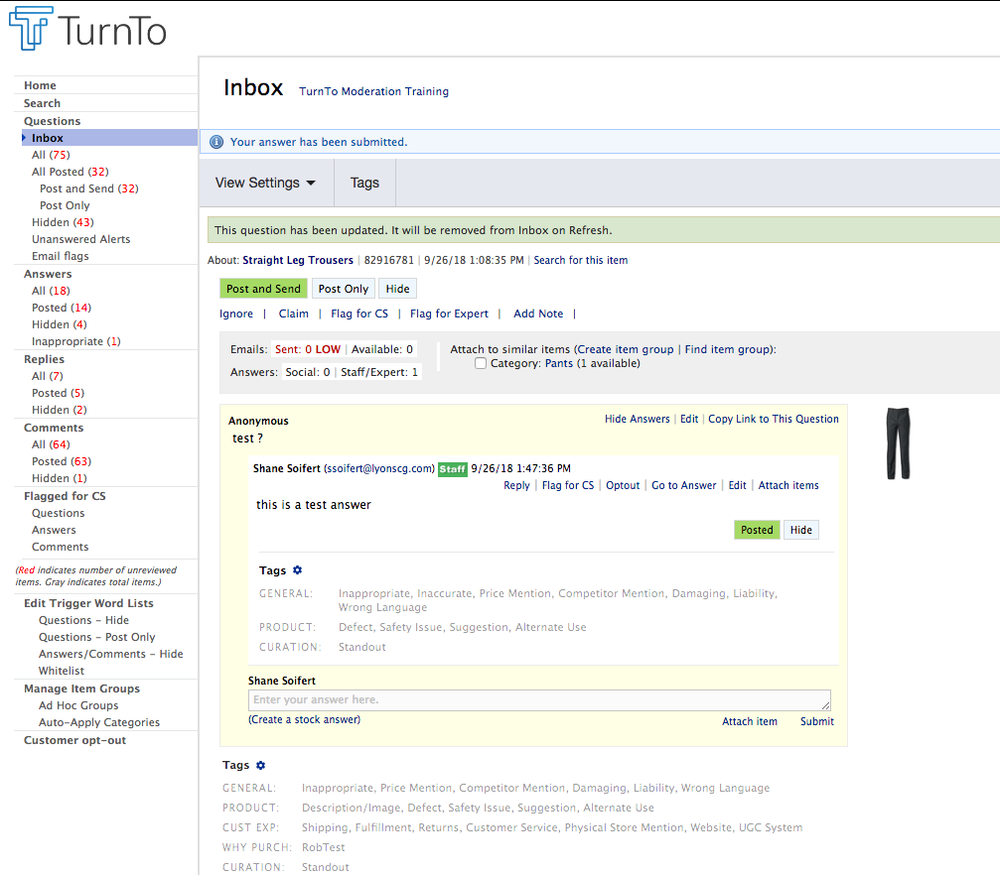 TurnTo
Home
Search
Questions
Inbox
All (75)
All Posted (32)
Post and Send (32)
Post Only
Hidden (43)
Unanswered Alerts
Email flags
Answers
All (18)
Posted (14)
Hidden (4)
Inappropriate (1)
Replies
All (7)
Posted (5)
Hidden (2)
Comments
All (64)
Posted (63)
Hidden (1)
Flagged for CS
Questions
Answers
Comments
(Red indicates number of unreviewed
items. Gray indicates total items.)
Edit Trigger Word Lists
Questions - Hide
Questions - Post Only
Answers/Comments - Hide
Whitelist
Manage Item Groups
Ad Hoc Groups
Auto-Apply Categories
Customer opt-out
Inbox TurnTo Moderation Training
Your answer has been submitted.
View Settings Tags
This question has been updated. It will be removed from Inbox on Refresh.
About: Straight Leg Trousers | 82916781 | 9/26/18 1:08:35 PM | Search for this item
Post and Send Post Only Hide
Ignore | Claim | Flag for CS | Flag for Expert | Add Note |
Emails: Sent: 0 LOW | Available: 0
Answers: Social: 0 | Staff/Expert: 1
Attach to similar items (Create item group | Find item group):
Category: Pants (1 available)
Anonymous Hide Answers | Edit | Copy Link to This Question
test ?
Shane Soifert (ssoifert@lyonscg.com) Staff 9/26/18 1:47:36 PM
Reply | Flag for CS | Optout | Go to Answer | Edit | Attach items
this is a test answer
Posted Hide
Tags
GENERAL: Inappropriate, Inaccurate, Price Mention, Competitor Mention, Damaging, Liability,
Wrong Language
PRODUCT: Defect, Safety Issue, Suggestion, Alternate Use
CURATION: Standout
Shane Soifert
Enter your answer here.
(Create a stock answer) Attach item Submit
Tags
GENERAL: Inappropriate, Price Mention, Competitor Mention, Damaging, Liability, Wrong Language
PRODUCT: Description/Image, Defect, Safety Issue, Suggestion, Alternate Use
CUST EXP: Shipping, Fulfillment, Returns, Customer Service, Physical Store Mention, Website, UGC System
WHY PURCH: RobTest
CURATION: Standout